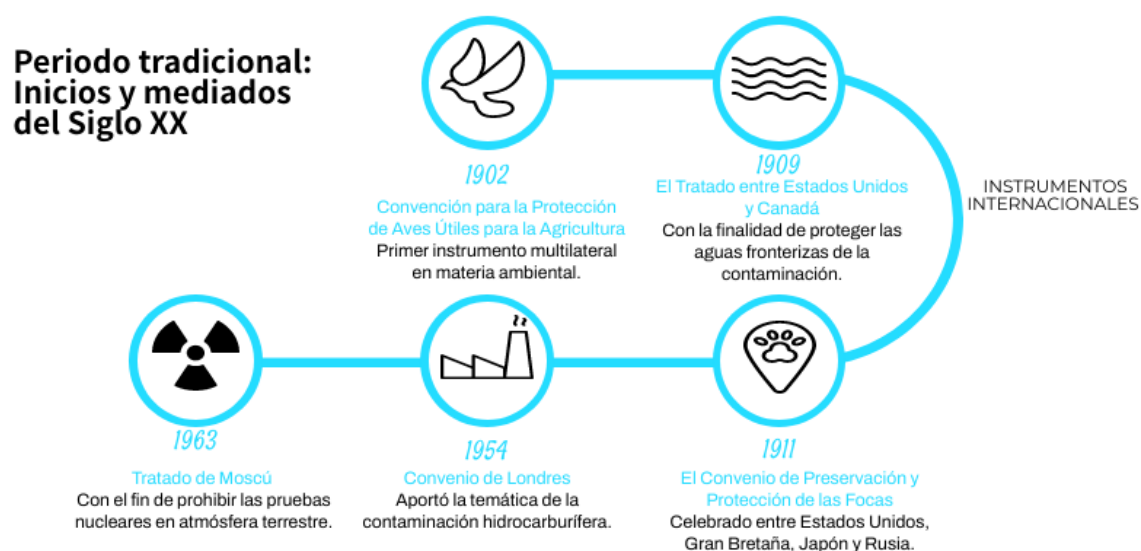 Periodo tradicional:
Inicios y mediados
del Siglo XX
1902
Convención para la Protección
de Aves Útiles para la Agricultura
Primer instrumento multilateral
en materia ambiental.
1909
El Tratado entre Estados Unidos
y Canadá
Con la finalidad de proteger las
aguas fronterizas de la
contaminación.
INSTRUMENTOS
INTERNACIONALES
1911
El Convenio de Preservación y
Protección de las Focas
Celebrado entre Estados Unidos,
Gran Bretaña, Japón y Rusia.
1954
Convenio de Londres
Aportó la temática de la
contaminación hidrocarburífera.
1963
Tratado de Moscú
Con el fin de prohibir las pruebas
nucleares en atmósfera terrestre.